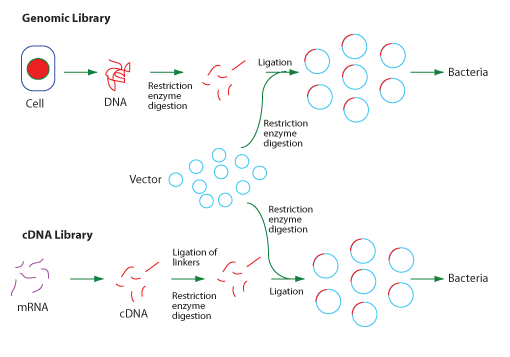 Genomic Library
Cell
DNA
Restriction
enzyme
digestion
Ligation
Bacteria
Restriction
enzyme
digestion
Vector
Restriction
enzyme
digestion
cDNA Library
mRNA
cDNA
Ligation of
linkers
Restriction
enzyme
digestion
Ligation
Bacteria